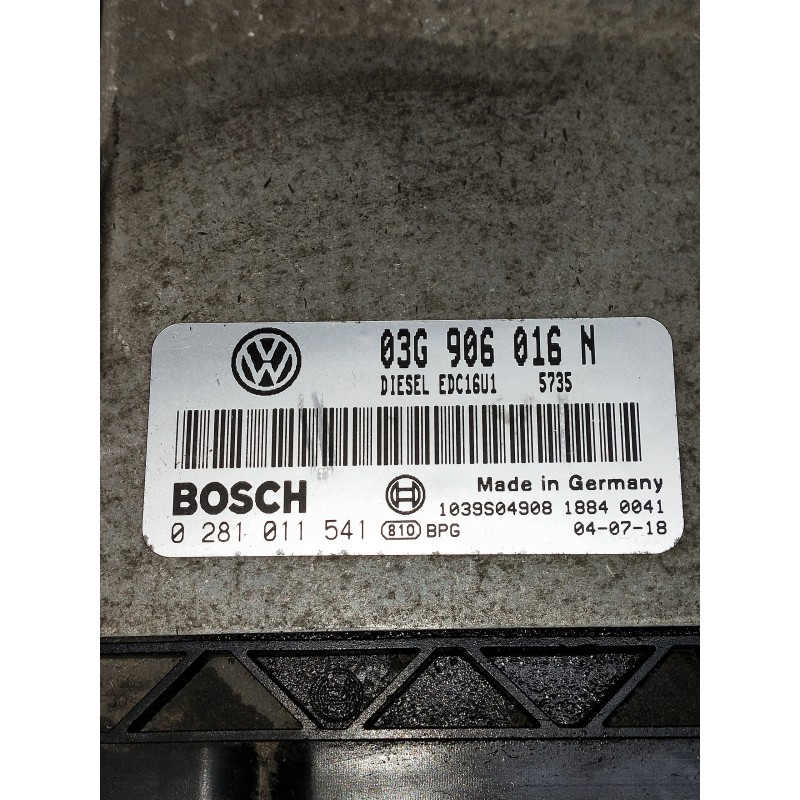 03G 906 016 N
DIESEL EDC16U1 5735
BOSCH
Made in Germany
1039S04908 1884 0041
0 281 011 541 810 BPG 04-07-18